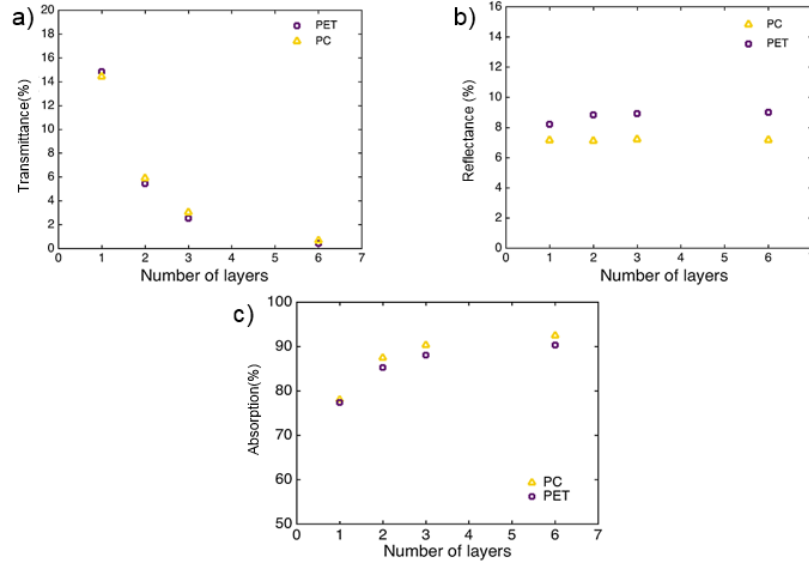 a)
20
18
16
14
12
10
8
6
4
2
0
Transmittance(%)
PET
PC
0 1 2 3 4 5 6 7
Number of layers
b)
16
14
12
10
8
6
4
2
0
Reflectance (%)
PC
PET
0 1 2 3 4 5 6
Number of layers
c)
100
90
80
70
60
50
Absorption(%)
PC
PET
0 1 2 3 4 5 6 7
Number of layers